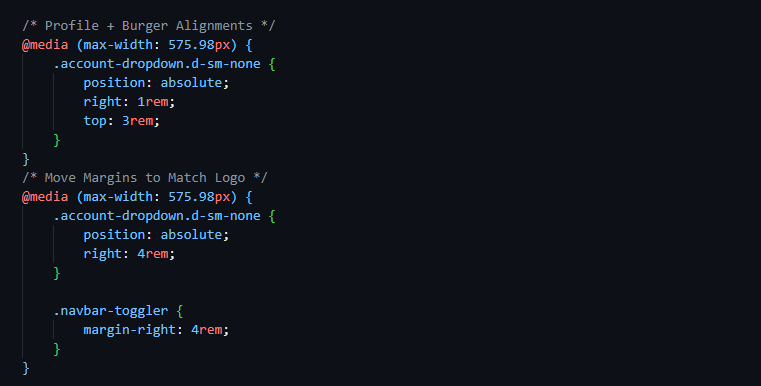 /* Profile + Burger Alignments */
@media (max-width: 575.98px) {
    .account-dropdown.d-sm-none {
        position: absolute;
        right: 1rem;
        top: 3rem;
    }
}
/* Move Margins to Match Logo */
@media (max-width: 575.98px) {
    .account-dropdown.d-sm-none {
        position: absolute;
        right: 4rem;
    }

    .navbar-toggler {
        margin-right: 4rem;
    }
}